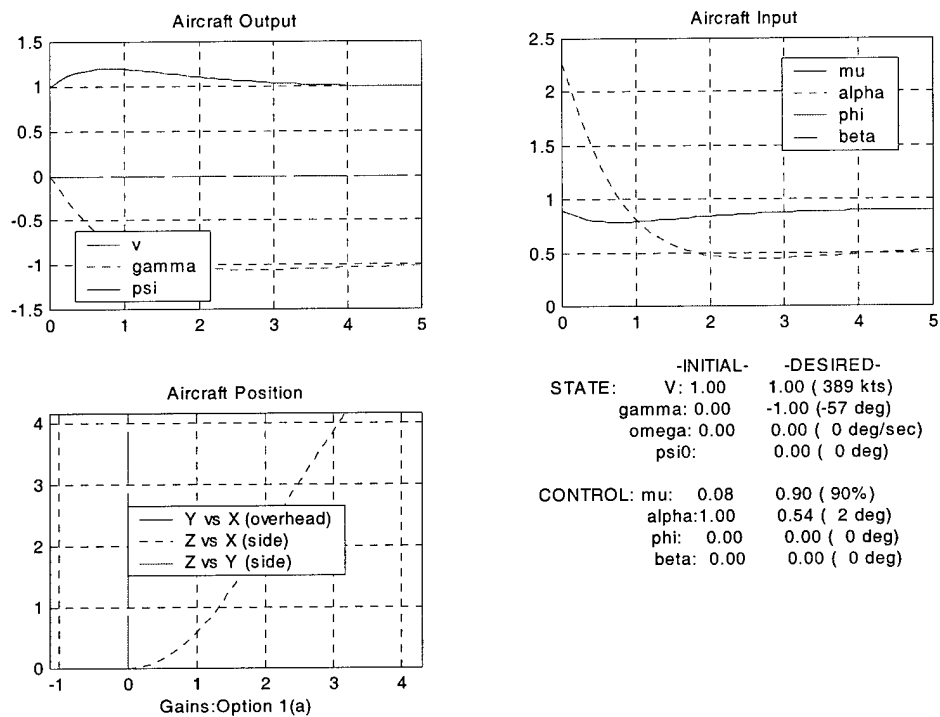 Aircraft Output
1.5
1
0.5
0
-0.5
-1
-1.5
v
gamma
psi
0 1 2 3 4 5
Aircraft Input
2.5
2
1.5
1
0.5
0
mu
alpha
phi
beta
0 1 2 3 4 5
Aircraft Position
4
3
2
1
0
Y vs X (overhead)
Z vs X (side)
Z vs Y (side)
-1 0 1 2 3 4
Gains:Option 1(a)
-INITIAL- -DESIRED-
STATE: V: 1.00 1.00 ( 389 kts)
gamma: 0.00 -1.00 (-57 deg)
omega: 0.00 0.00 ( 0 deg/sec)
psi0: 0.00 ( 0 deg)
CONTROL: mu: 0.08 0.90 ( 90%)
alpha:1.00 0.54 ( 2 deg)
phi: 0.00 0.00 ( 0 deg)
beta: 0.00 0.00 ( 0 deg)